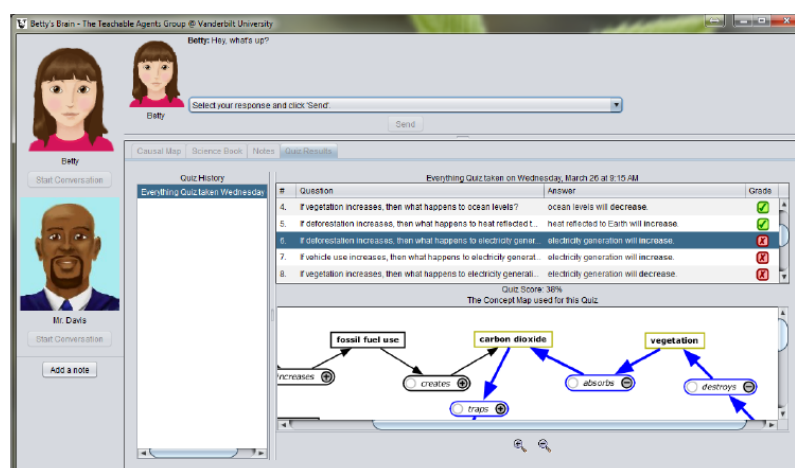 Betty's Brain - The Teachable Agents Group @ Vanderbilt University
Betty: Hey, what's up?
Betty
Select your response and click 'Send'.
Send
Betty
Start Conversation
Mr. Davis
Start Conversation
Add a note
Causal Map Science Book Notes Quiz Results
Quiz History
Everything Quiz taken Wednesday
Everything Quiz taken on Wednesday, March 26 at 9:15 AM
# Question Answer Grade
4. If vegetation increases, then what happens to ocean levels? ocean levels will decrease.
5. If deforestation increases, then what happens to heat reflected t... heat reflected to Earth will increase.
6. If deforestation increases, then what happens to electricity gener... electricity generation will increase.
7. If vehicle use increases, then what happens to electricity generat... electricity generation will increase.
8. If vegetation increases, then what happens to electricity generati... electricity generation will decrease.
Quiz Score: 38%
The Concept Map used for this Quiz
fossil fuel use carbon dioxide vegetation
increases creates absorbs destroys
traps